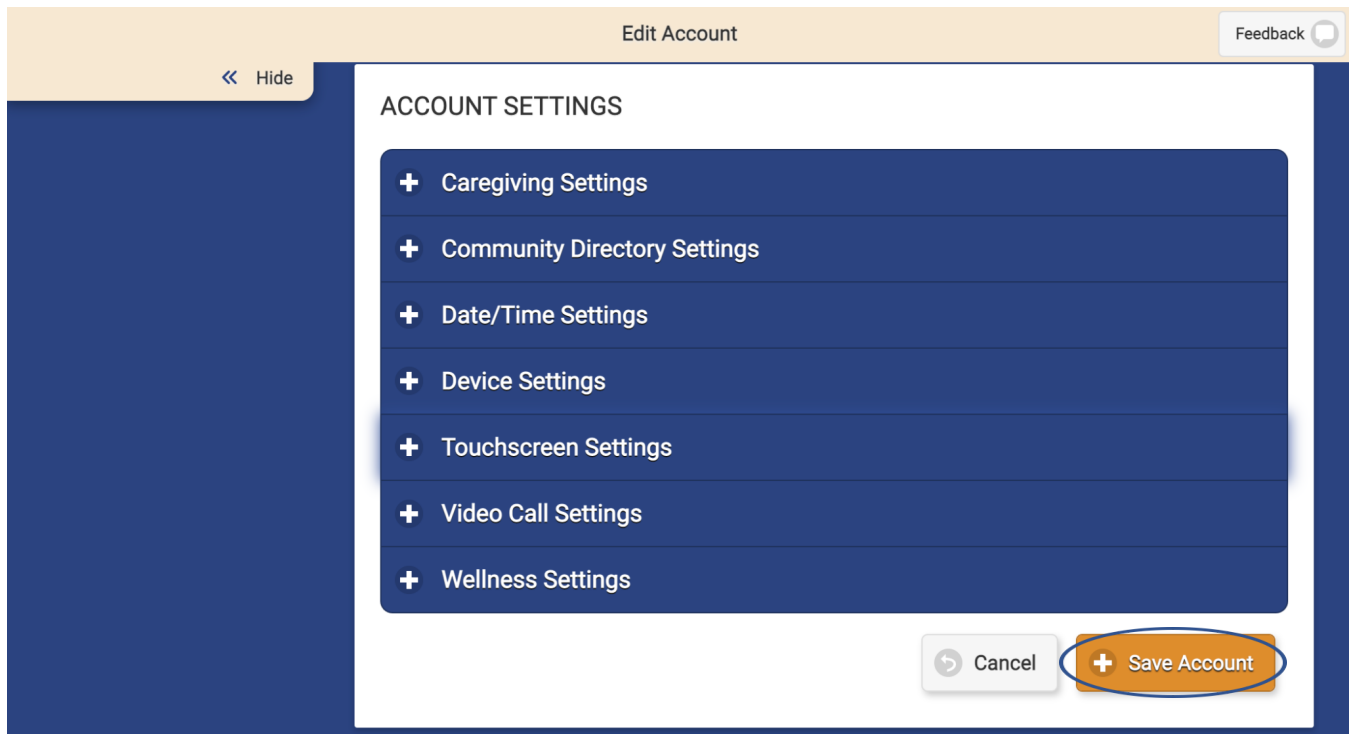 Edit Account
Feedback
Hide
ACCOUNT SETTINGS
Caregiving Settings
Community Directory Settings
Date/Time Settings
Device Settings
Touchscreen Settings
Video Call Settings
Wellness Settings
Cancel
Save Account